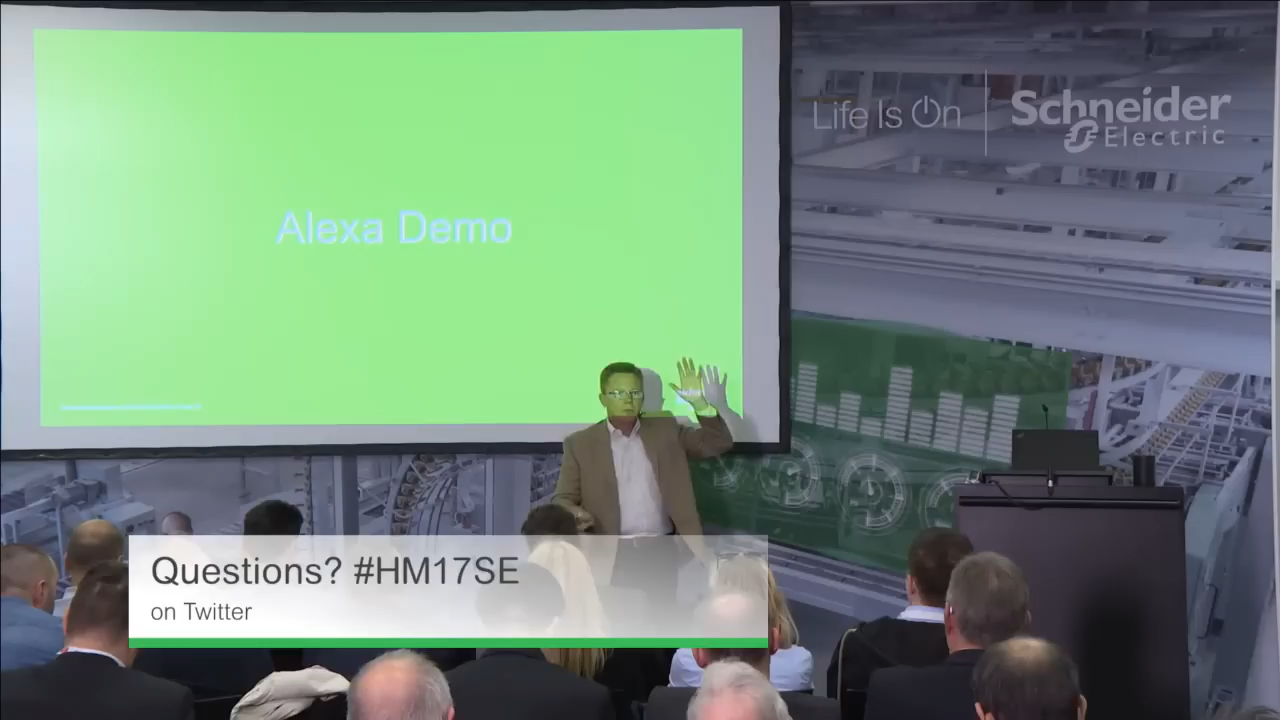 Alexa Demo
Life Is On
Schneider
Electric
Questions? #HM17SE
on Twitter